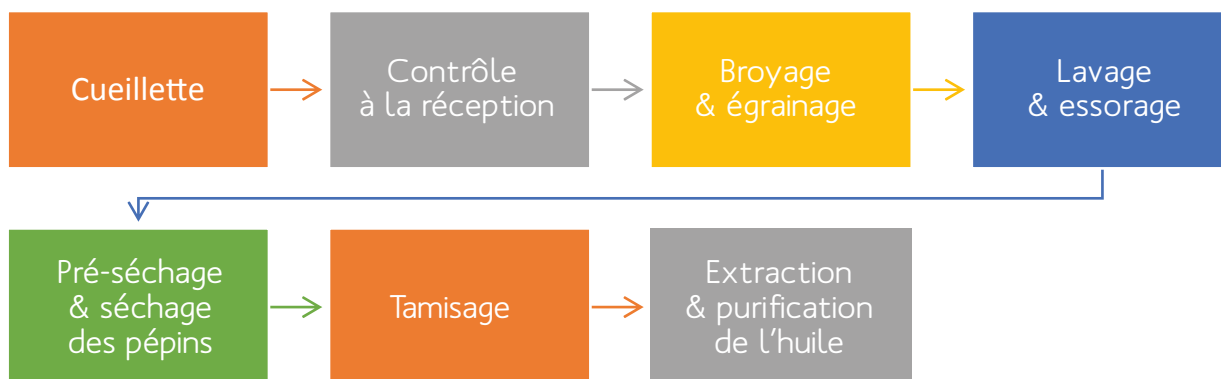 Cueillette
Contrôle
à la réception
Broyage
& égrainage
Lavage
& essorage
Pré-séchage
& séchage
des pépins
Tamisage
Extraction
& purification
de l'huile